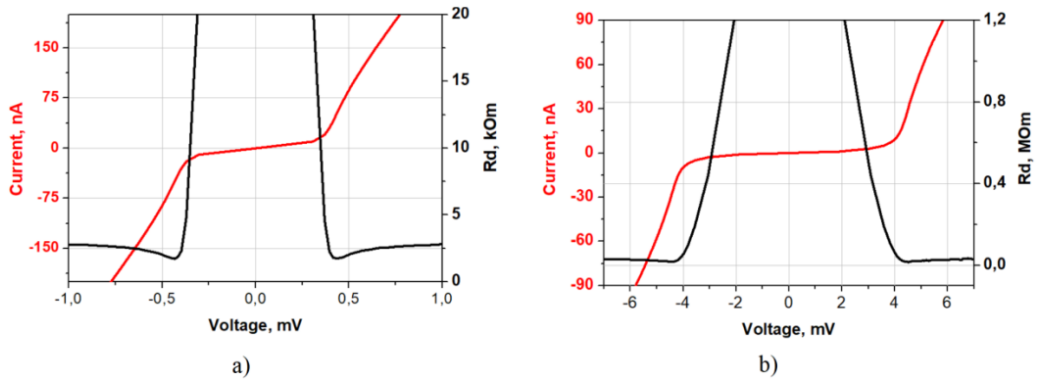 150
75
0
-75
-150
Current, nA
20
15
10
5
0
Rd, kOm
-1,0 -0,5 0,0 0,5 1,0
Voltage, mV
a)
90
60
30
0
-30
-60
-90
Current, nA
1,2
0,8
0,4
0,0
Rd, MOm
-6 -4 -2 0 2 4 6
Voltage, mV
b)